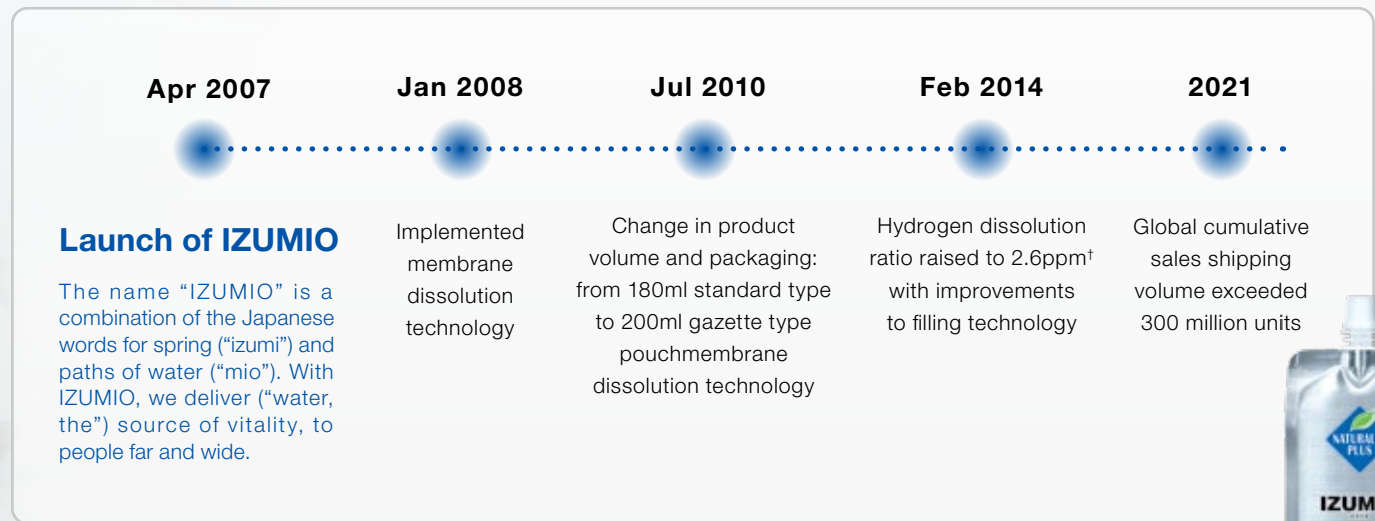 Apr 2007
Launch of IZUMIO
The name “IZUMIO” is a
combination of the Japanese
words for spring (“izumi”) and
paths of water (“mio”). With
IZUMIO, we deliver (“water,
the”) source of vitality, to
people far and wide.
Jan 2008
Implemented
membrane
dissolution
technology
Jul 2010
Change in product
volume and packaging:
from 180ml standard type
to 200ml gazette type
pouchmembrane
dissolution technology
Feb 2014
Hydrogen dissolution
ratio raised to 2.6ppm†
with improvements
to filling technology
2021
Global cumulative
sales shipping
volume exceeded
300 million units
NATURAL
PLUS
IZUM